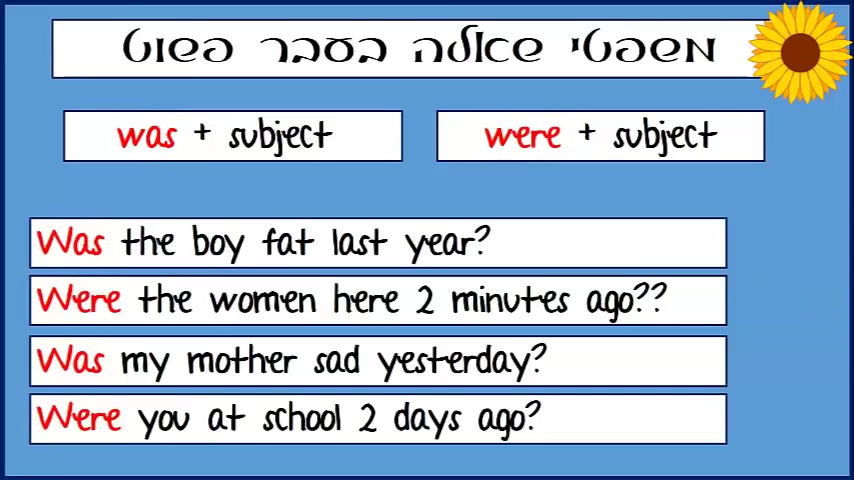 משפטי שאלה בעבר פשוט
was + subject
were + subject
Was the boy fat last year?
Were the women here 2 minutes ago??
Was my mother sad yesterday?
Were you at school 2 days ago?